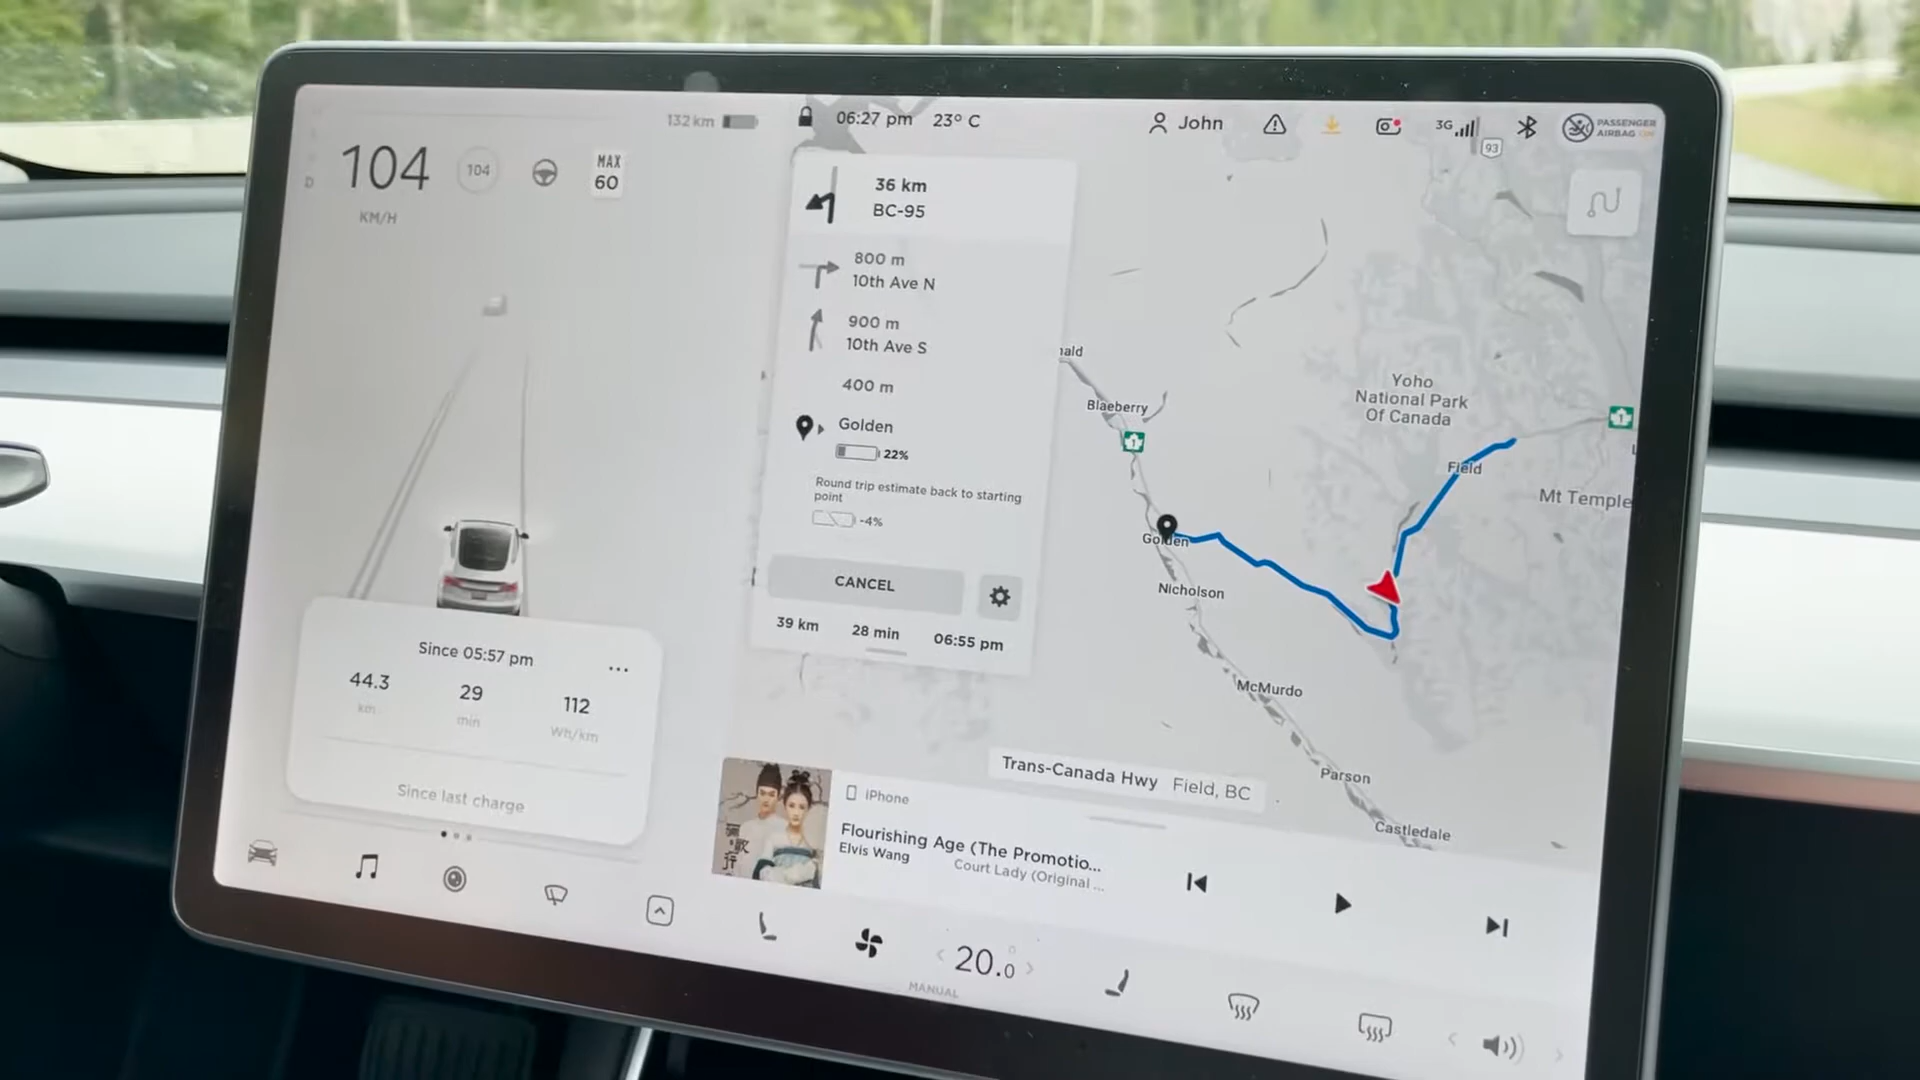 104
KM/H
104
MAX
60
D
132 km
06:27 pm
23° C
John
3G
PASSENGER
AIRBAG
93
36 km
BC-95
800 m
10th Ave N
900 m
10th Ave S
400 m
Golden
22%
Round trip estimate back to starting
point
-4%
CANCEL
39 km
28 min
06:55 pm
nald
Blaeberry
1
Yoho
National Park
Of Canada
1
Field
Mt Temple
Golden
Nicholson
McMurdo
Parson
Castledale
Trans-Canada Hwy Field, BC
Since 05:57 pm
...
44.3
km
29
min
112
Wh/km
Since last charge
iPhone
Flourishing Age (The Promotio...
Elvis Wang
Court Lady (Original ...
20.0
MANUAL